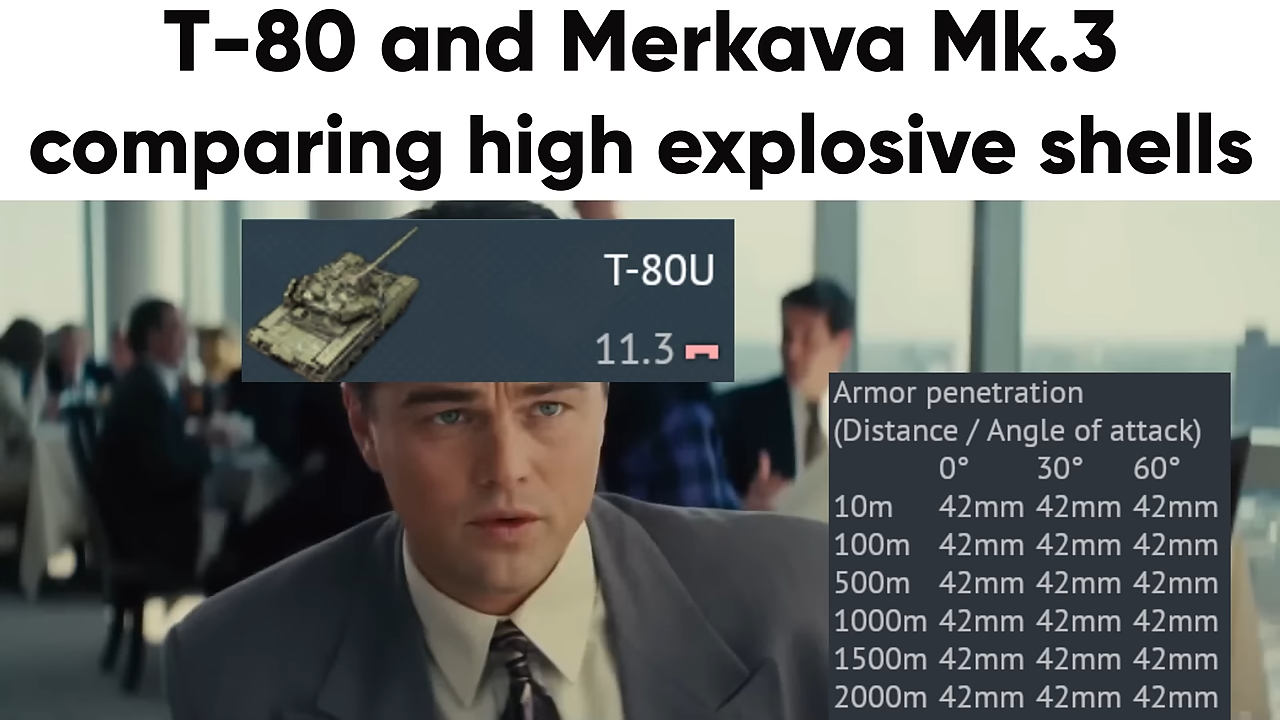 T-80 and Merkava Mk.3
comparing high explosive shells
T-80U
11.3
Armor penetration
(Distance / Angle of attack)
0° 30° 60°
10m 42mm 42mm 42mm
100m 42mm 42mm 42mm
500m 42mm 42mm 42mm
1000m 42mm 42mm 42mm
1500m 42mm 42mm 42mm
2000m 42mm 42mm 42mm